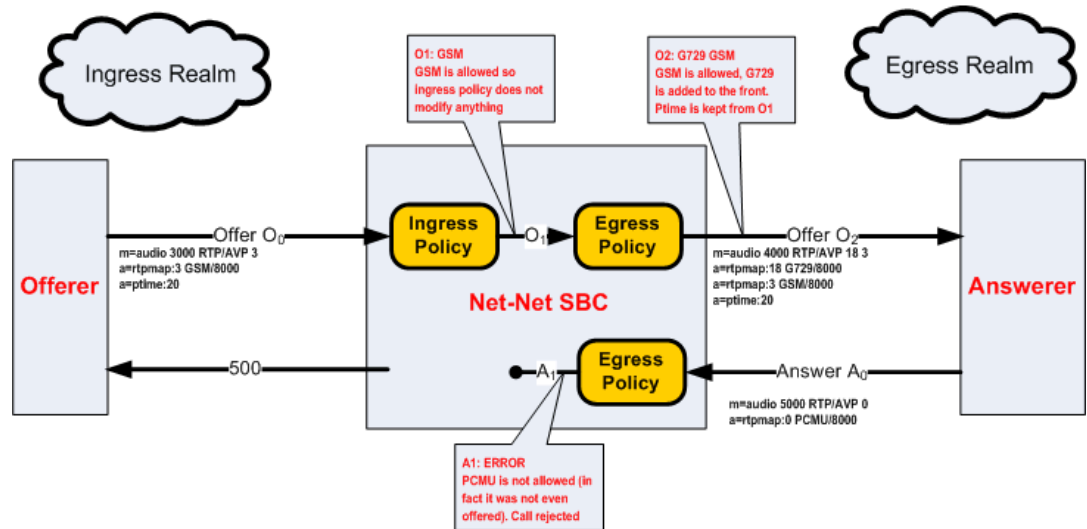 Ingress Realm
Egress Realm
O1: GSM
GSM is allowed so
ingress policy does not
modify anything
O2: G729 GSM
GSM is allowed, G729
is added to the front.
Ptime is kept from O1
Offerer
Offer O₀
m=audio 3000 RTP/AVP 3
a=rtpmap:3 GSM/8000
a=ptime:20
Ingress
Policy
O₁
Egress
Policy
Offer O₂
m=audio 4000 RTP/AVP 18 3
a=rtpmap:18 G729/8000
a=rtpmap:3 GSM/8000
a=ptime:20
Answerer
Net-Net SBC
500
A₁
Egress
Policy
Answer A₀
m=audio 5000 RTP/AVP 0
a=rtpmap:0 PCMU/8000
A1: ERROR
PCMU is not allowed (in
fact it was not even
offered). Call rejected